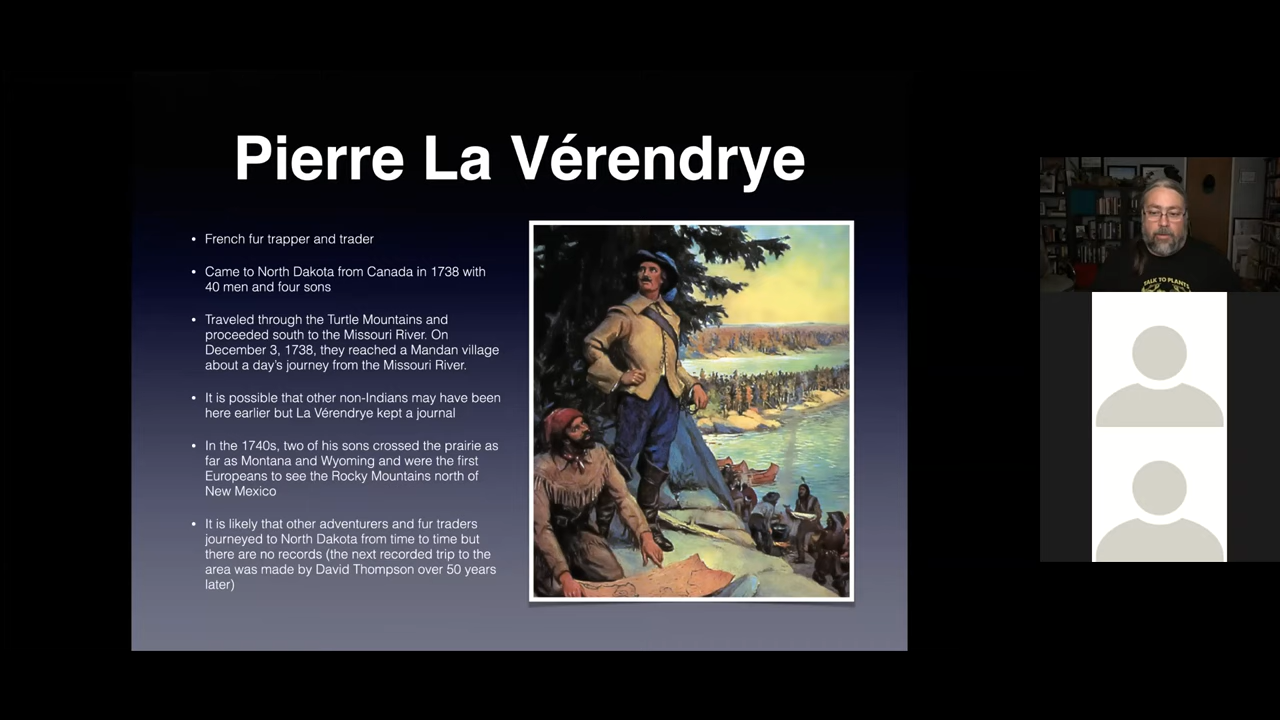 Pierre La Vérendrye
• French fur trapper and trader
• Came to North Dakota from Canada in 1738 with
40 men and four sons
• Traveled through the Turtle Mountains and
proceeded south to the Missouri River. On
December 3, 1738, they reached a Mandan village
about a day's journey from the Missouri River.
• It is possible that other non-Indians may have been
here earlier but La Vérendrye kept a journal
• In the 1740s, two of his sons crossed the prairie as
far as Montana and Wyoming and were the first
Europeans to see the Rocky Mountains north of
New Mexico
• It is likely that other adventurers and fur traders
journeyed to North Dakota from time to time but
there are no records (the next recorded trip to the
area was made by David Thompson over 50 years
later)
TALK TO PLANTS